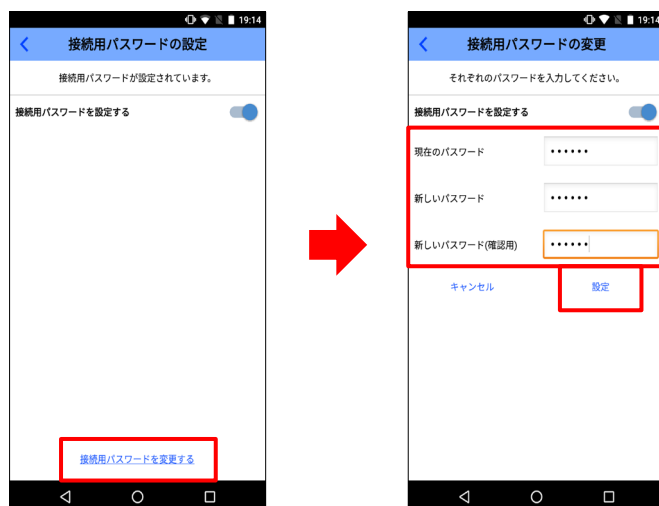 19:14
接続用パスワードの設定
接続用パスワードが設定されています。
接続用パスワードを設定する
接続用パスワードを変更する
19:14
接続用パスワードの変更
それぞれのパスワードを入力してください。
接続用パスワードを設定する
現在のパスワード ••••••
新しいパスワード ••••••
新しいパスワード(確認用) ••••••
キャンセル 設定